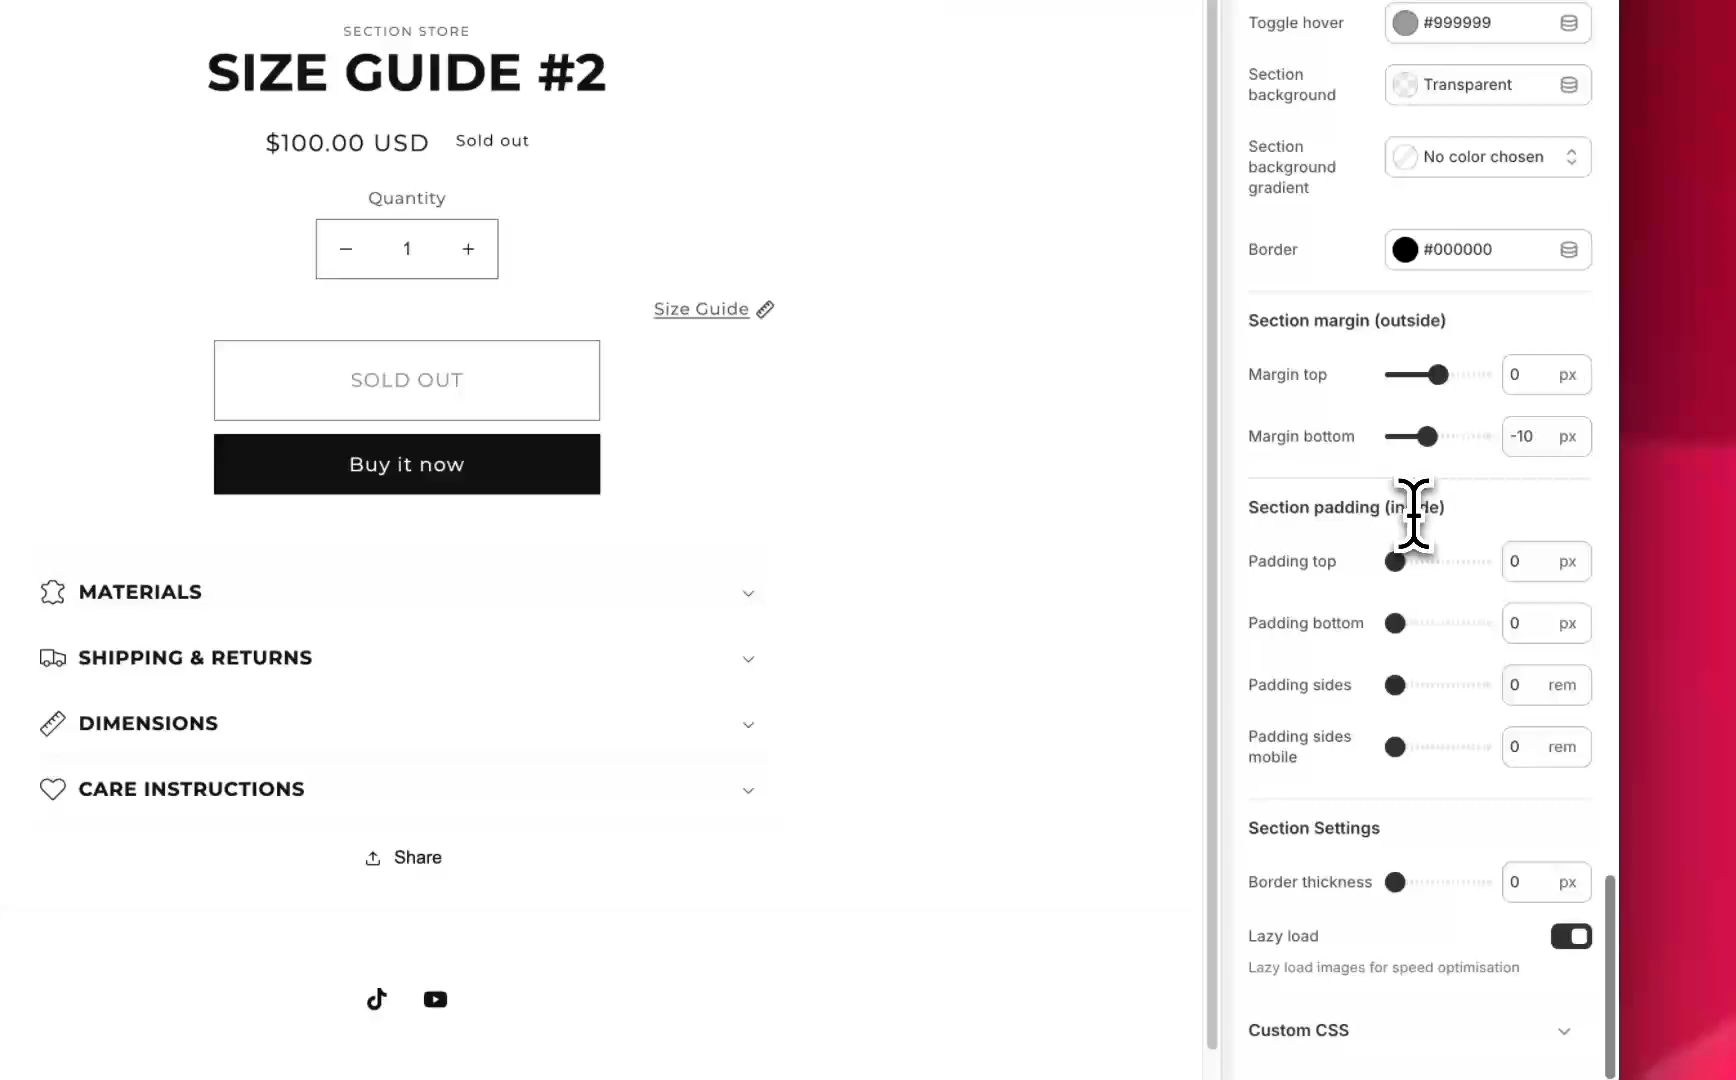 SECTION STORE
SIZE GUIDE #2
$100.00 USD Sold out
Quantity
− 1 +
Size Guide
SOLD OUT
Buy it now
MATERIALS
SHIPPING & RETURNS
DIMENSIONS
CARE INSTRUCTIONS
Share
Toggle hover #999999
Section
background
Transparent
Section
background
gradient
No color chosen
Border #000000
Section margin (outside)
Margin top 0 px
Margin bottom -10 px
Section padding
Padding top 0 px
Padding bottom 0 px
Padding sides 0 rem
Padding sides
mobile
0 rem
Section Settings
Border thickness 0 px
Lazy load
Lazy load images for speed optimisation
Custom CSS